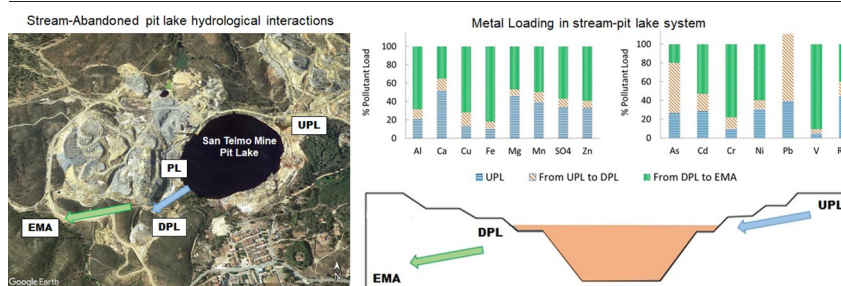 Stream-Abandoned pit lake hydrological interactions
UPL
San Telmo Mine
Pit Lake
PL
EMA
DPL
Google Earth
N
Metal Loading in stream-pit lake system
% Pollutant Load
100
80
60
40
20
0
Al Ca Cu Fe Mg Mn SO4 Zn
% Pollutant Load
100
80
60
40
20
0
As Cd Cr Ni Pb V R
UPL From UPL to DPL From DPL to EMA
UPL
DPL
EMA